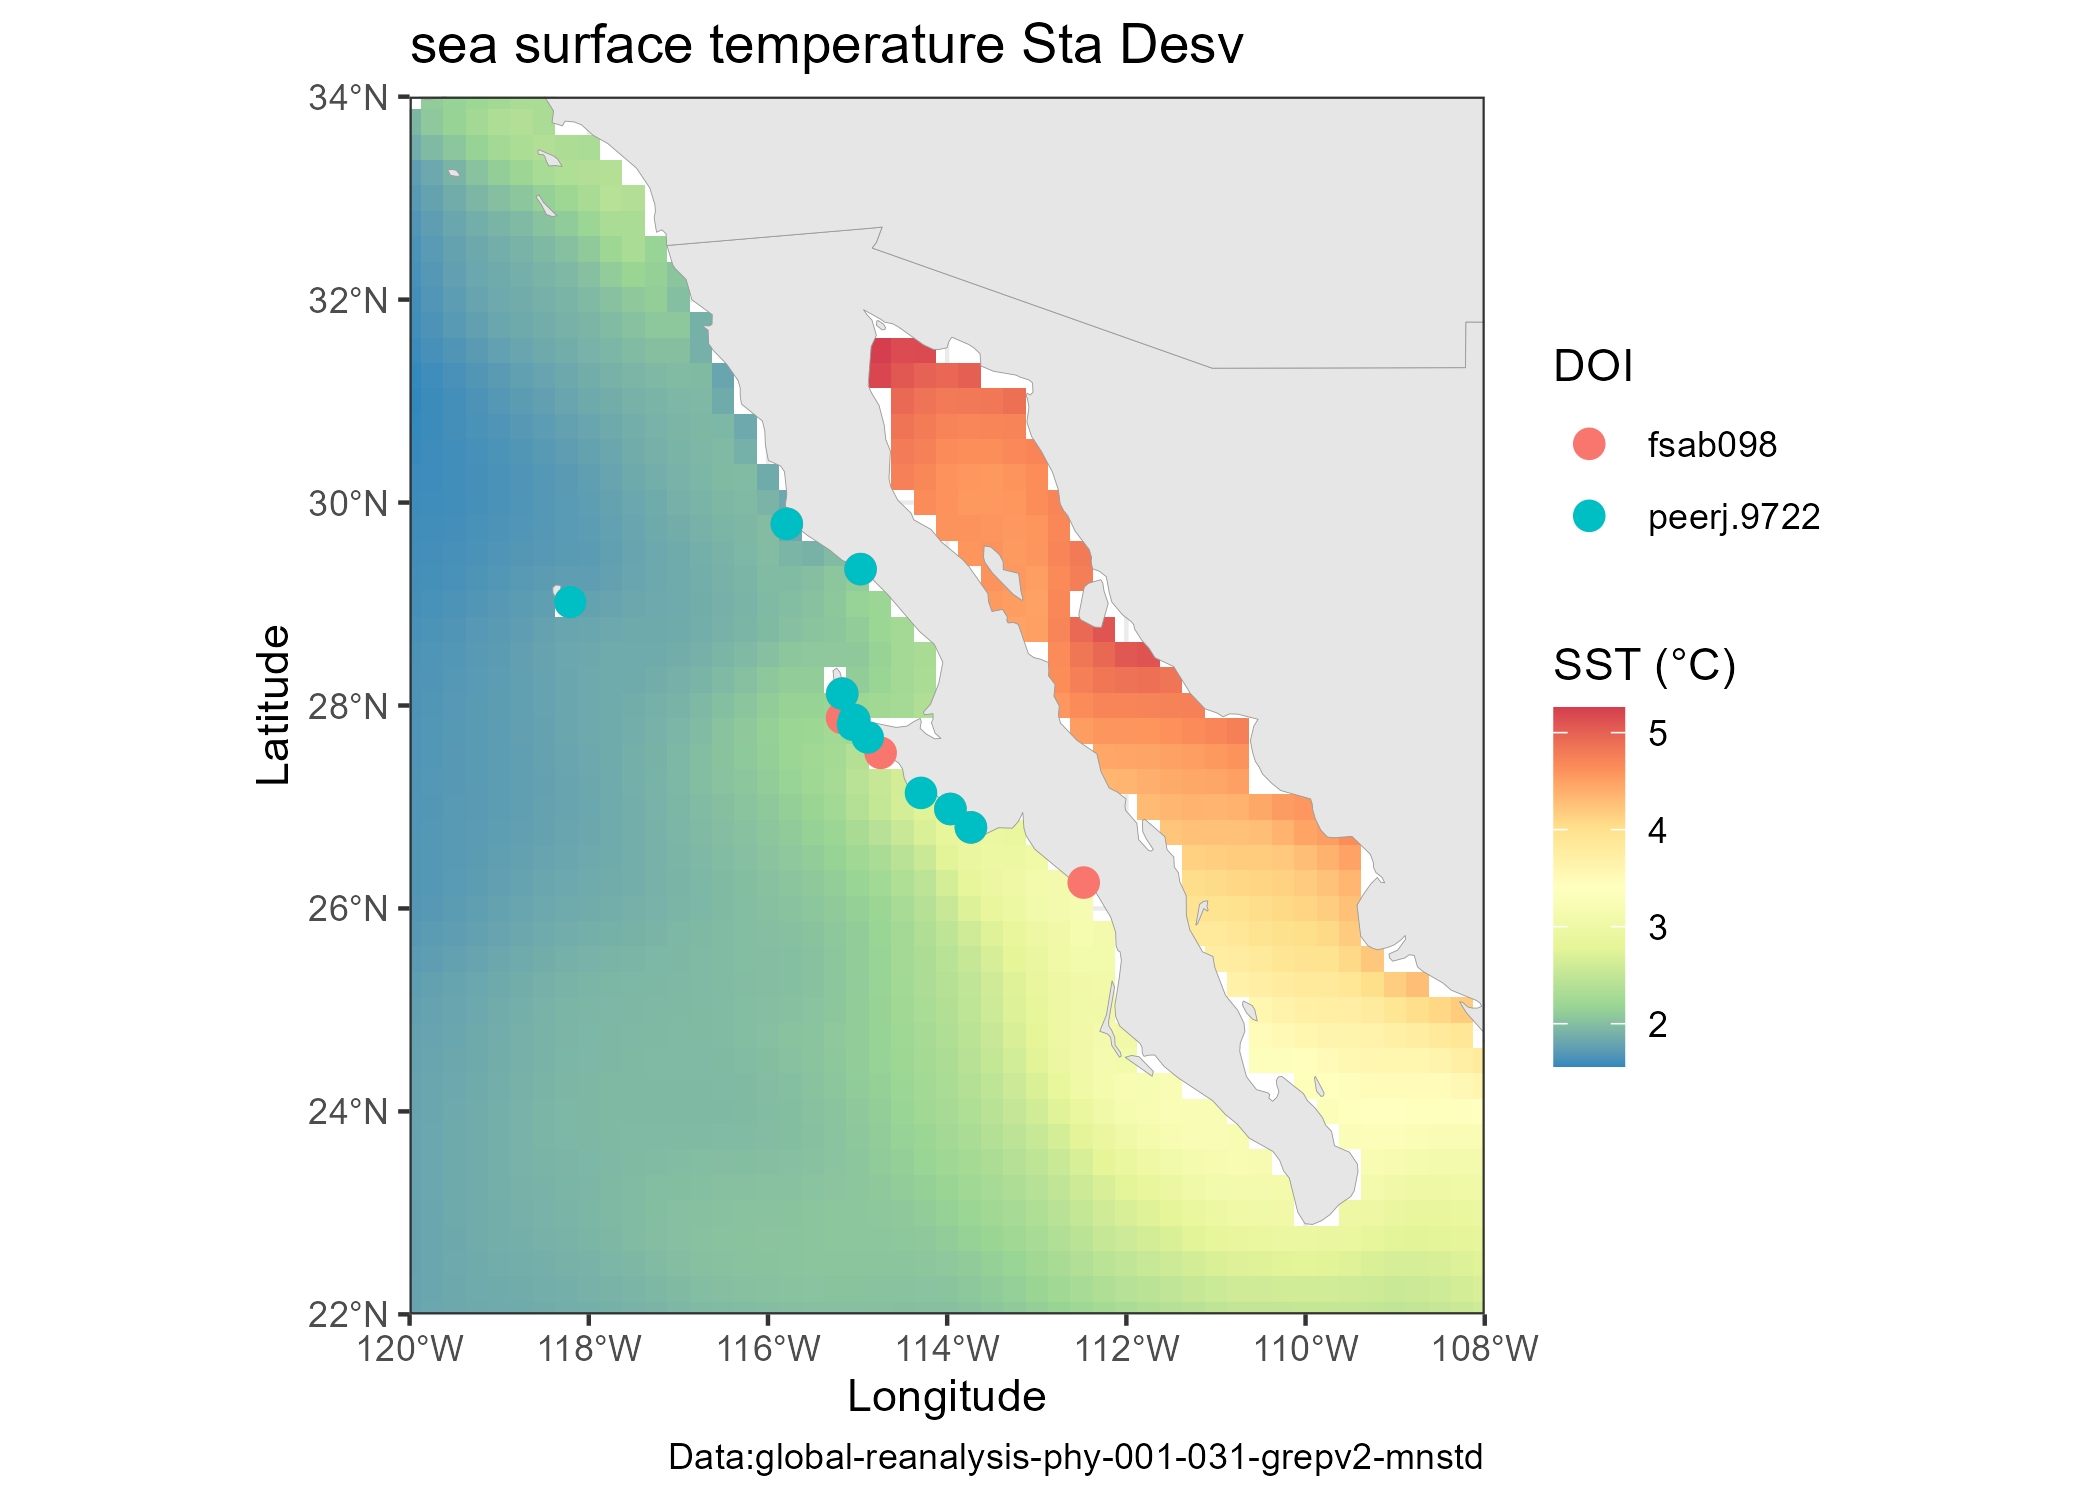 sea surface temperature Sta Desv
34°N
32°N
30°N
28°N
26°N
24°N
22°N
Latitude
120°W 118°W 116°W 114°W 112°W 110°W 108°W
Longitude
Data:global-reanalysis-phy-001-031-grepv2-mnstd
DOI
fsab098
peerj.9722
SST (°C)
5
4
3
2